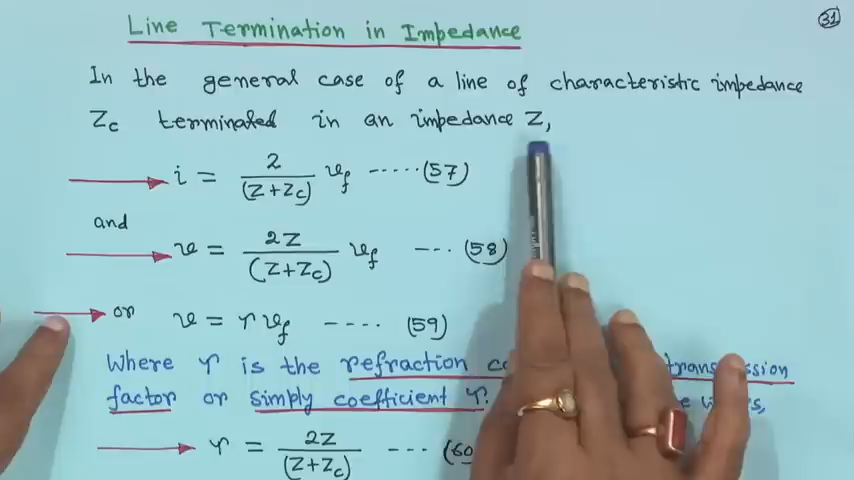 31
Line Termination in Impedance
In the general case of a line of characteristic impedance
Zc terminated in an impedance Z,
i = 2/(Z+Zc) vf ..... (57)
and
v = 2Z/(Z+Zc) vf ... (58)
or v = γ vf .... (59)
Where γ is the refraction
factor or simply coefficient γ.
γ = 2Z/(Z+Zc) ...